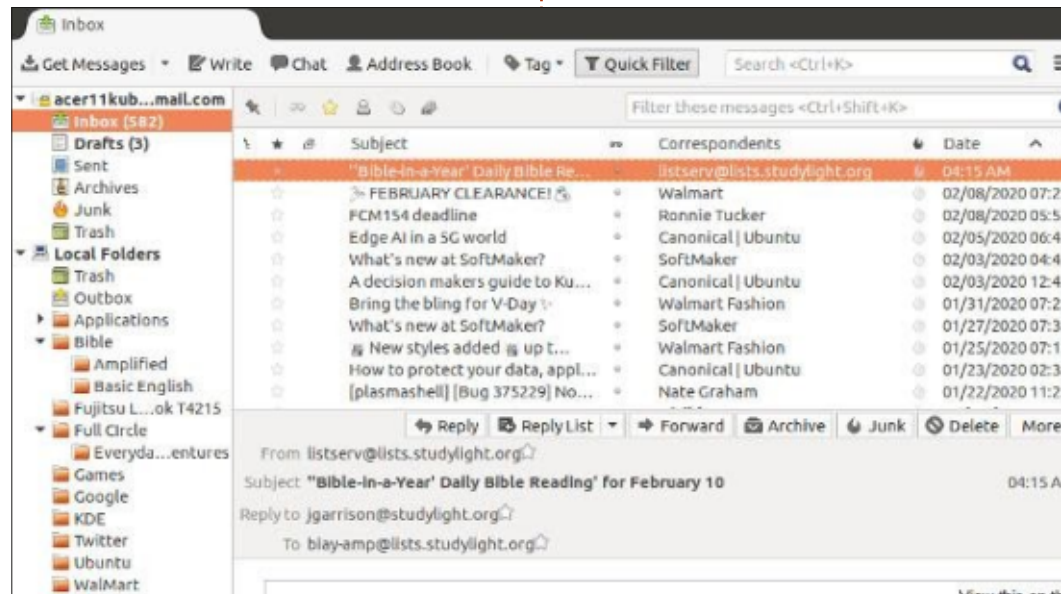 Inbox
Get Messages Write Chat Address Book Tag Quick Filter Search <Ctrl+K>
acer11kub...mail.com
Inbox (582)
Drafts (3)
Sent
Archives
Junk
Trash
Local Folders
Trash
Outbox
Applications
Bible
Amplified
Basic English
Fujitsu L...ok T4215
Full Circle
Everyda...entures
Games
Google
KDE
Twitter
Ubuntu
WalMart
Filter these messages <Ctrl+Shift+K>
Subject Correspondents Date
"'Bible-in-a-Year' Daily Bible Re... listserv@lists.studylight.org 04:15 AM
FEBRUARY CLEARANCE! Walmart 02/08/2020 07:2
FCM154 deadline Ronnie Tucker 02/08/2020 05:5
Edge AI in a 5G world Canonical | Ubuntu 02/05/2020 06:4
What's new at SoftMaker? SoftMaker 02/03/2020 04:4
A decision makers guide to Ku... Canonical | Ubuntu 02/03/2020 12:4
Bring the bling for V-Day Walmart Fashion 01/31/2020 07:2
What's new at SoftMaker? SoftMaker 01/27/2020 07:3
New styles added up t... Walmart Fashion 01/25/2020 07:1
How to protect your data, appl... Canonical | Ubuntu 01/23/2020 02:3
[plasmashell] [Bug 375229] No... Nate Graham 01/22/2020 11:2
Reply Reply List Forward Archive Junk Delete More
From listserv@lists.studylight.org
Subject "'Bible-in-a-Year' Daily Bible Reading' for February 10 04:15 A
Reply to jgarrison@studylight.org
To biay-amp@lists.studylight.org